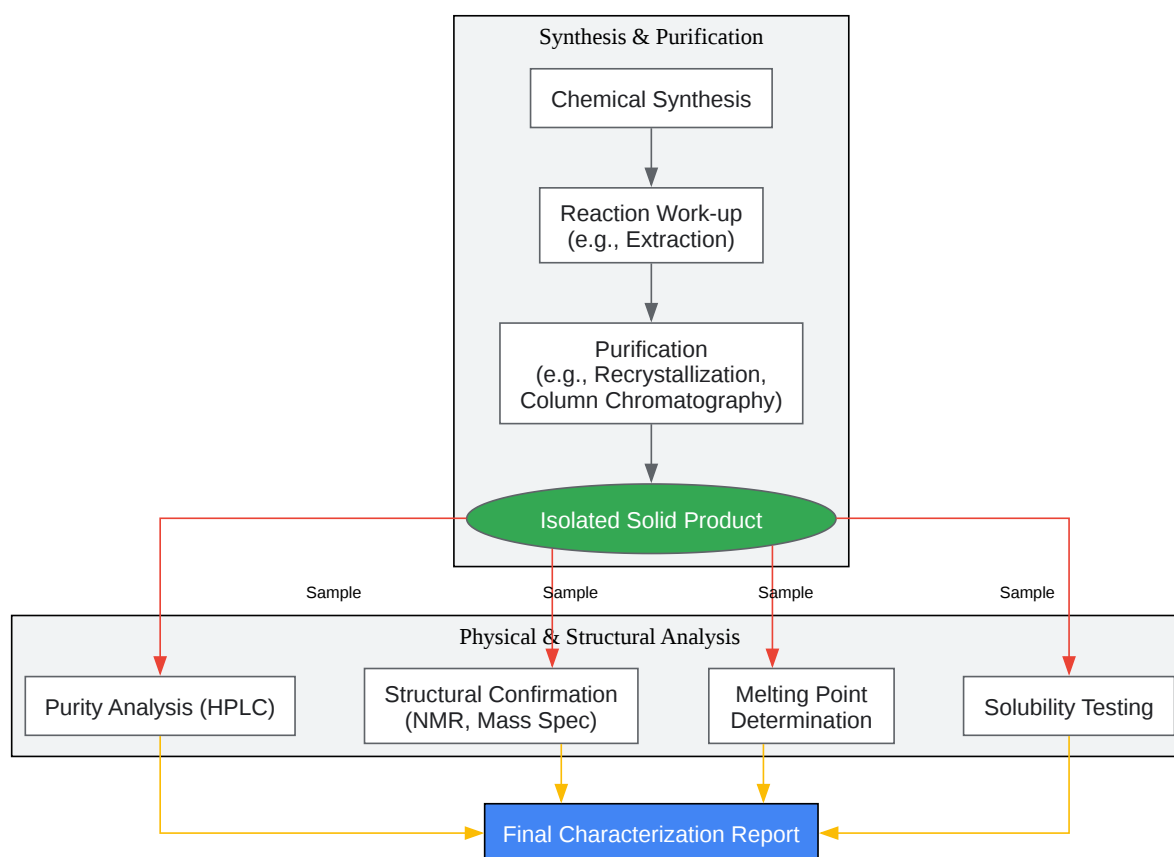 Synthesis & Purification
Chemical Synthesis
Reaction Work-up
(e.g., Extraction)
Purification
(e.g., Recrystallization,
Column Chromatography)
Isolated Solid Product
Sample
Sample
Sample
Sample
Physical & Structural Analysis
Purity Analysis (HPLC)
Structural Confirmation
(NMR, Mass Spec)
Melting Point
Determination
Solubility Testing
Final Characterization Report